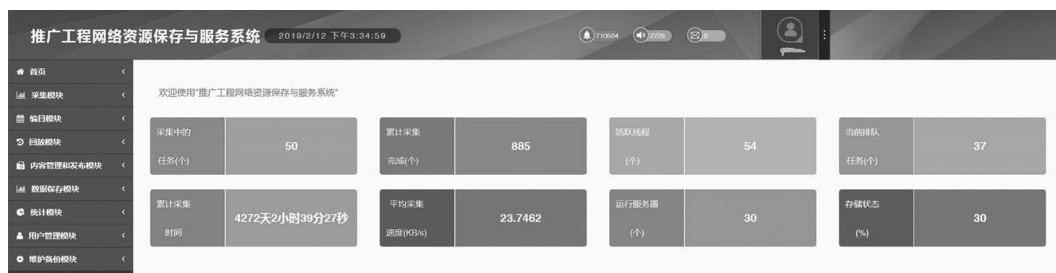 推广工程网络资源保存与服务系统 2019/2/12 下午3:34:59 710684 2725 0
首页
采集模块
编目模块
回放模块
内容管理和发布模块
数据保存模块
统计模块
用户管理模块
维护备份模块
欢迎使用"推广工程网络资源保存与服务系统"
采集中的
任务(个)
50
累计采集
完成(个)
885
活跃线程
(个)
54
当前排队
任务(个)
37
累计采集
时间
4272天2小时39分27秒
平均采集
速度(KB/s)
23.7462
运行服务器
(个)
30
存储状态
(%)
30